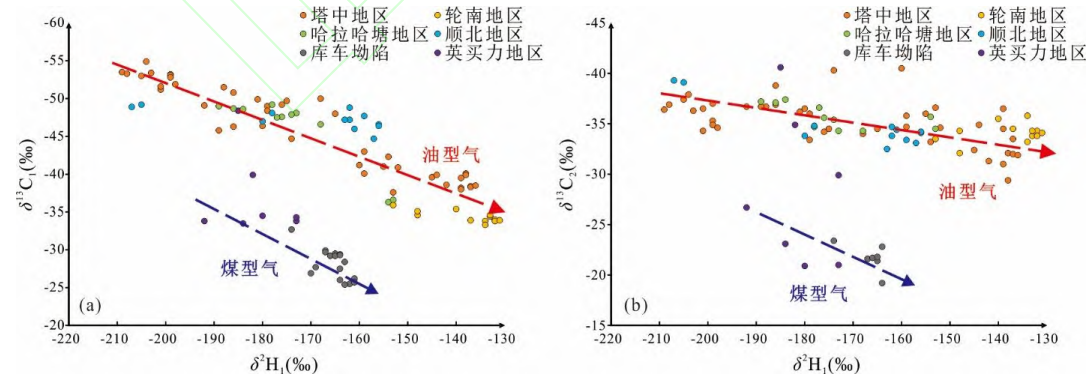 塔中地区 轮南地区
哈拉哈塘地区 顺北地区
库车坳陷 英买力地区
-60
-55
-50
-45
-40
-35
-30
-25
-20
δ¹³C₁(‰)
油型气
煤型气
(a)
-220 -210 -200 -190 -180 -170 -160 -150 -140 -130
δ²H₁(‰)
塔中地区 轮南地区
哈拉哈塘地区 顺北地区
库车坳陷 英买力地区
-45
-40
-35
-30
-25
-20
-15
δ¹³C₂(‰)
油型气
煤型气
(b)
-220 -210 -200 -190 -180 -170 -160 -150 -140 -130
δ²H₁(‰)